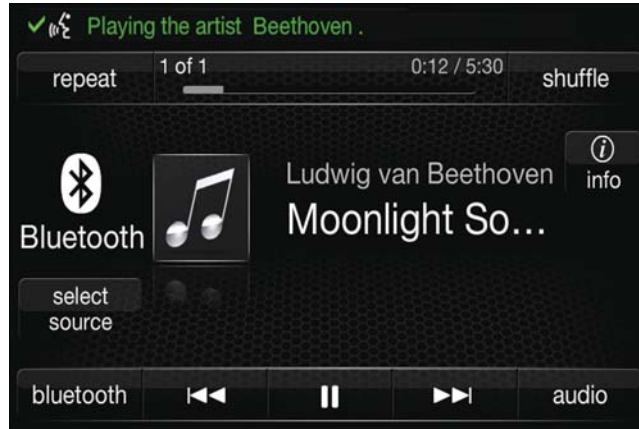 Playing the artist Beethoven .
repeat
1 of 1
0:12 / 5:30
shuffle
Ludwig van Beethoven
Moonlight So...
info
Bluetooth
select
source
bluetooth
audio